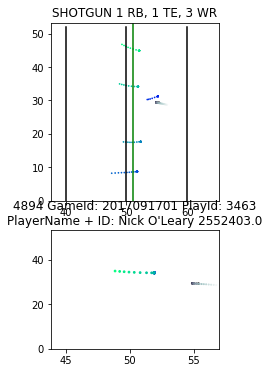 SHOTGUN 1 RB, 1 TE, 3 WR
50
40
30
20
10
0
40 50 60
4894 GameId: 2017091701 PlayId: 3463
PlayerName + ID: Nick O'Leary 2552403.0
40
20
0
45 50 55